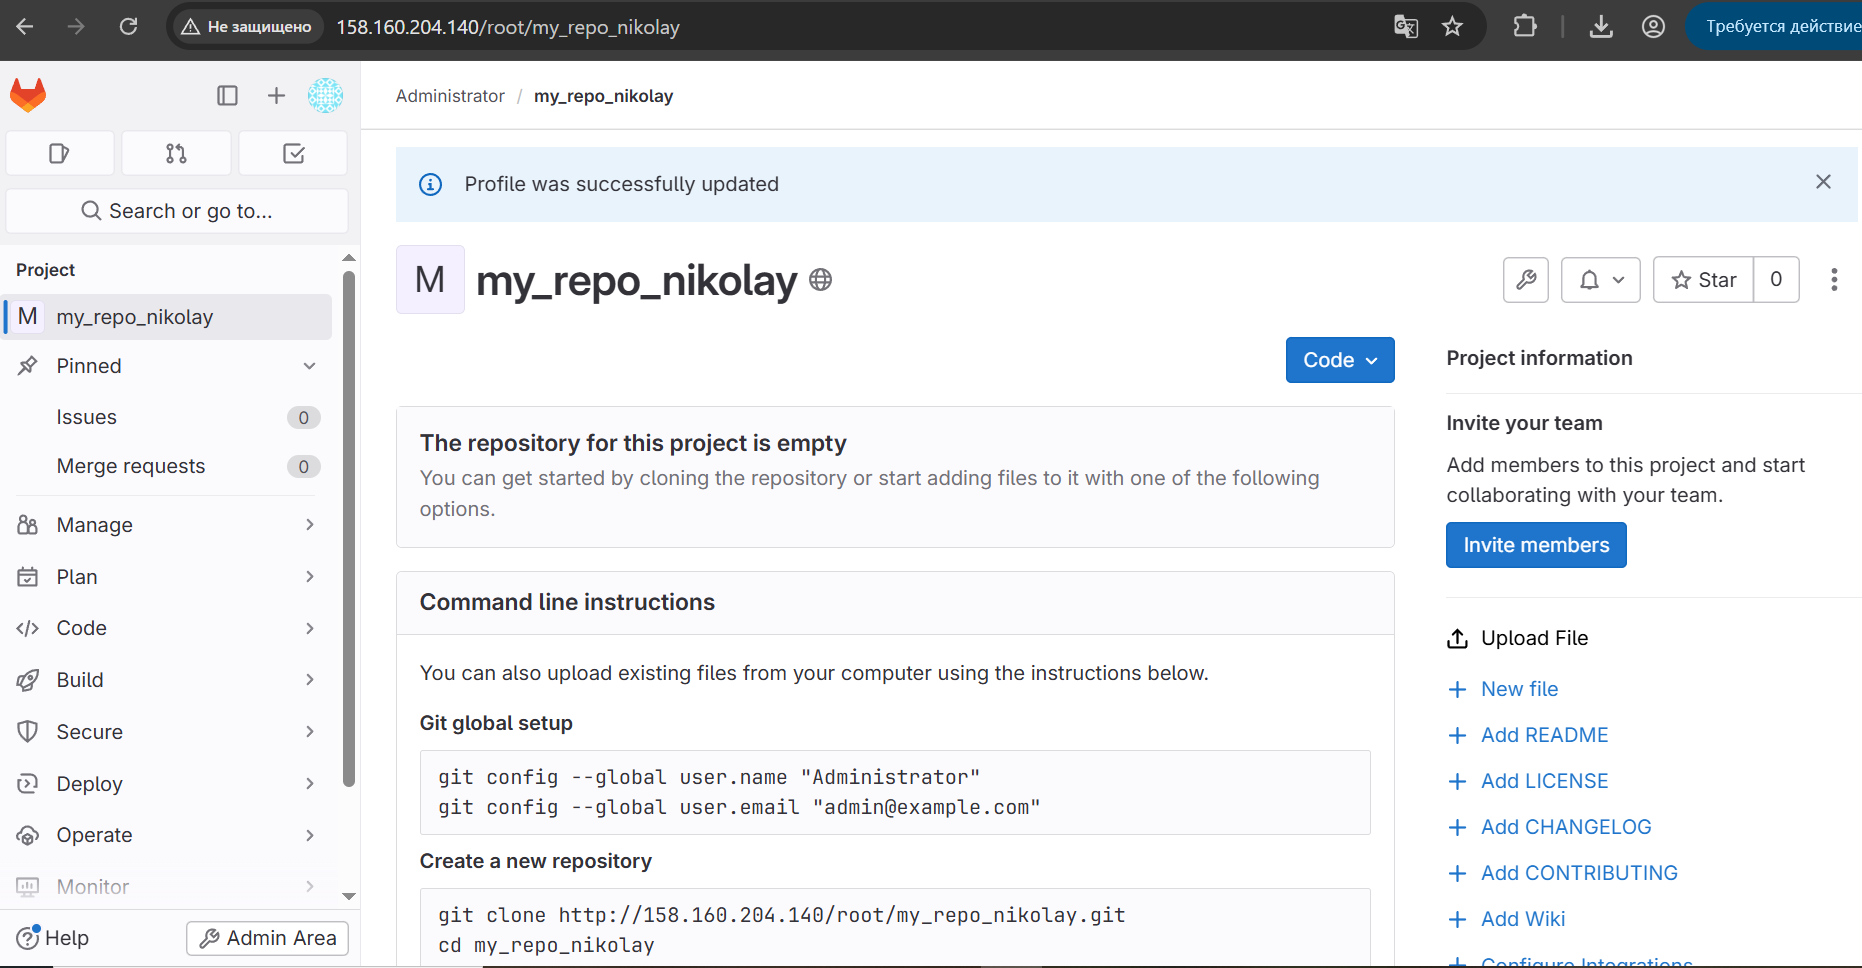 Не защищено
158.160.204.140/root/my_repo_nikolay
Требуется действие
Administrator / my_repo_nikolay
Search or go to...
Project
M my_repo_nikolay
Pinned
Issues 0
Merge requests 0
Manage
Plan
Code
Build
Secure
Deploy
Operate
Monitor
Help
Admin Area
Profile was successfully updated
M my_repo_nikolay
Star 0
Code
The repository for this project is empty
You can get started by cloning the repository or start adding files to it with one of the following
options.
Command line instructions
You can also upload existing files from your computer using the instructions below.
Git global setup
git config --global user.name "Administrator"
git config --global user.email "admin@example.com"
Create a new repository
git clone http://158.160.204.140/root/my_repo_nikolay.git
cd my_repo_nikolay
Project information
Invite your team
Add members to this project and start
collaborating with your team.
Invite members
Upload File
New file
Add README
Add LICENSE
Add CHANGELOG
Add CONTRIBUTING
Add Wiki
Configure Integrations